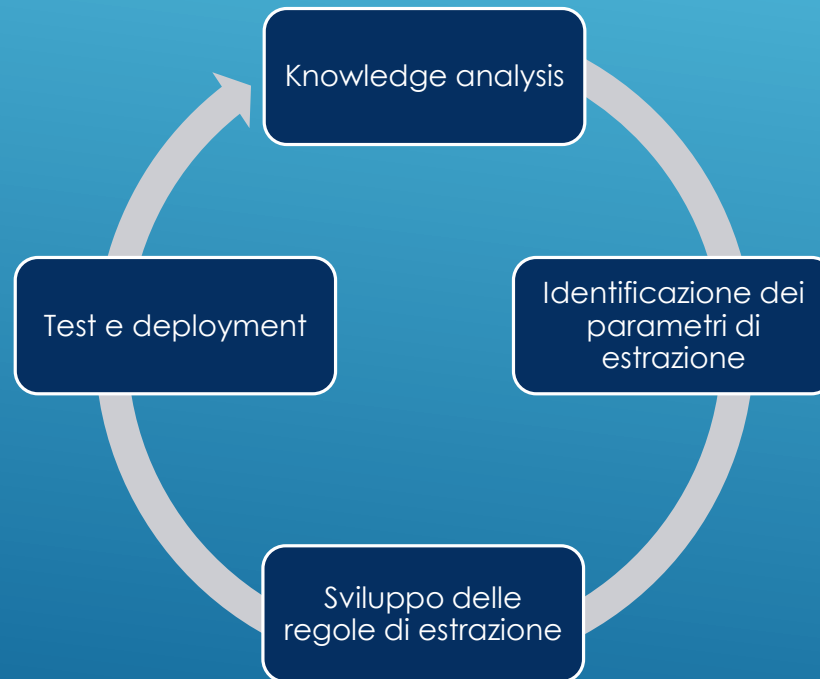 Knowledge analysis
Identificazione dei
parametri di
estrazione
Sviluppo delle
regole di estrazione
Test e deployment